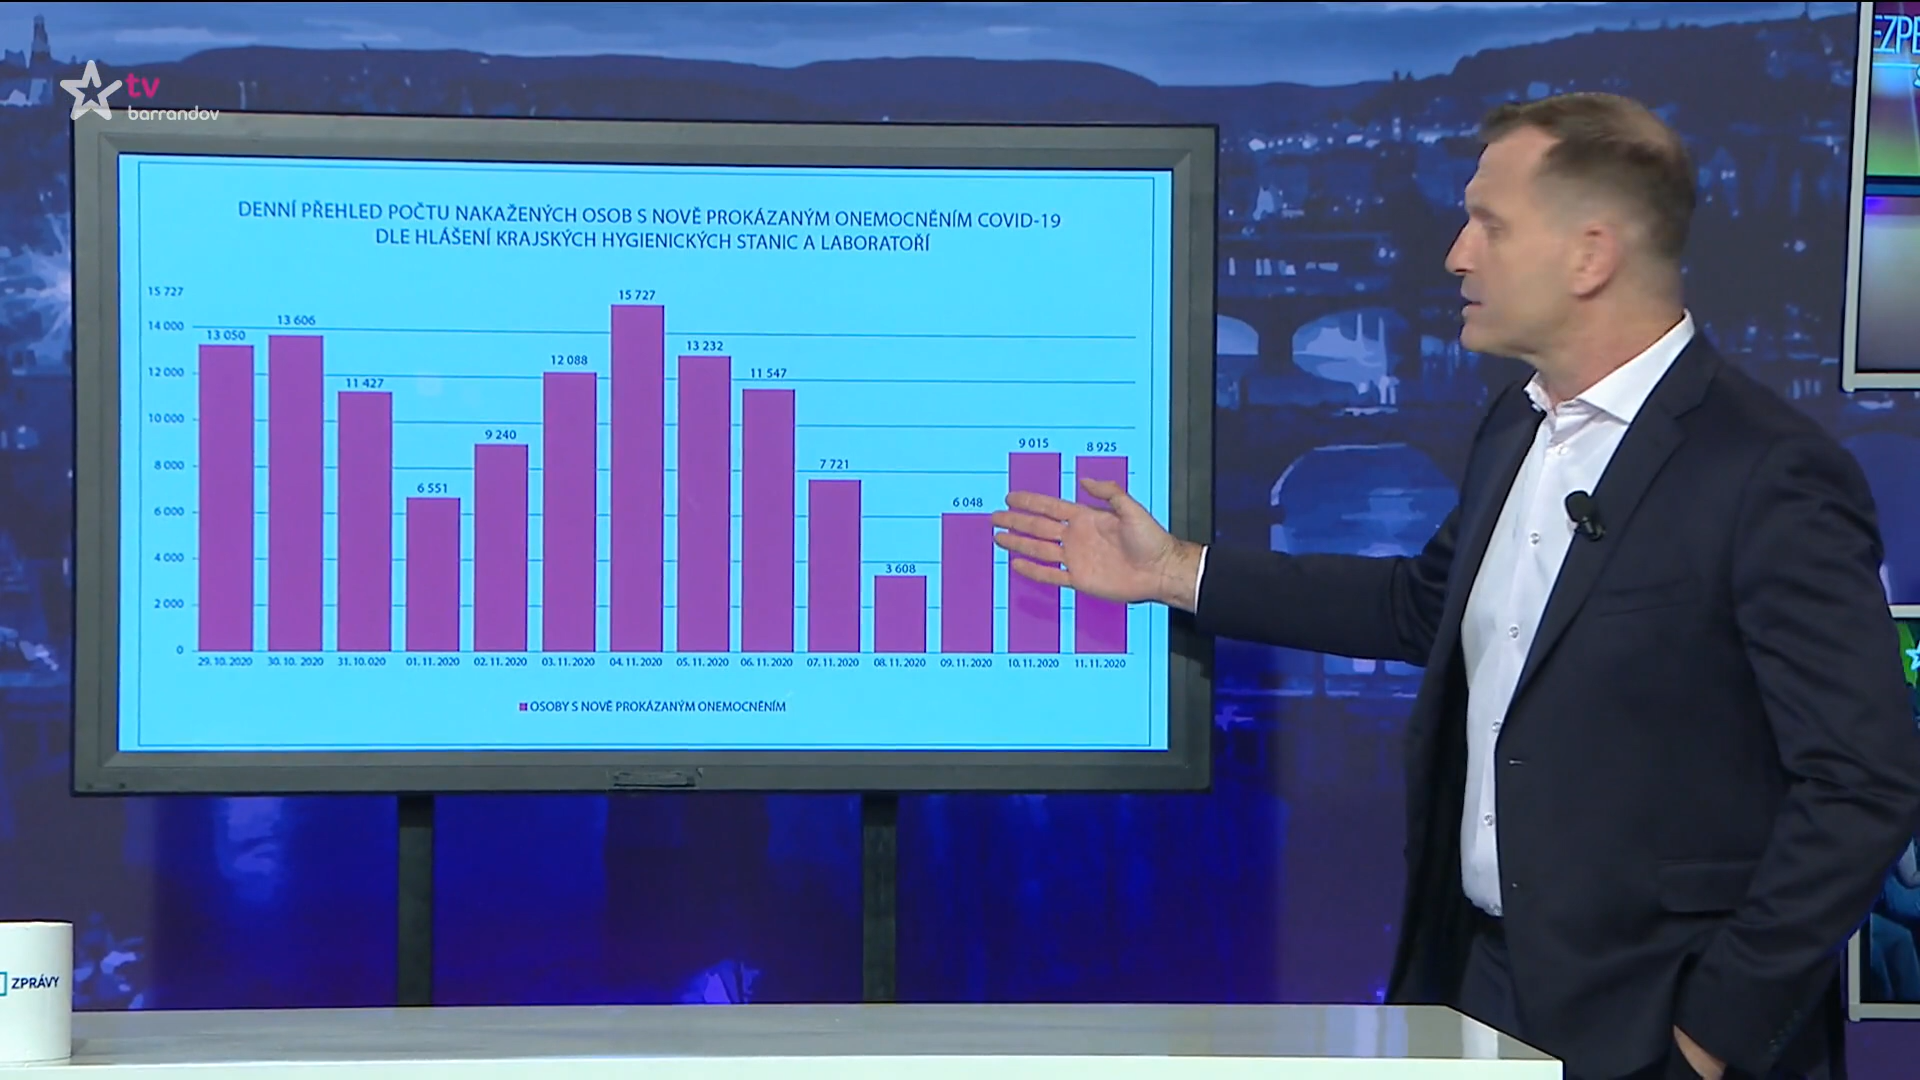 EZPE
tv
barrandov
DENNÍ PŘEHLED POČTU NAKAŽENÝCH OSOB S NOVĚ PROKÁZANÝM ONEMOCNĚNÍM COVID-19
DLE HLÁŠENÍ KRAJSKÝCH HYGIENICKÝCH STANIC A LABORATOŘÍ
15 727
14 000
12 000
10 000
8 000
6 000
4 000
2 000
0
13 050
13 606
11 427
6 551
9 240
12 088
15 727
13 232
11 547
7 721
3 608
6 048
9 015
8 925
29. 10. 2020 30. 10. 2020 31. 10. 020 01. 11. 2020 02. 11. 2020 03. 11. 2020 04. 11. 2020 05. 11. 2020 06. 11. 2020 07. 11. 2020 08. 11. 2020 09. 11. 2020 10. 11. 2020 11. 11. 2020
OSOBY S NOVĚ PROKÁZANÝM ONEMOCNĚNÍM
ZPRÁVY